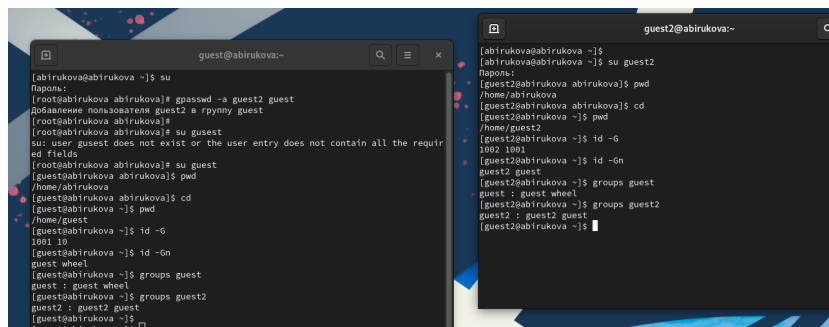 guest@abirukova:~
[abirukova@abirukova ~]$ su
Пароль:
[root@abirukova abirukova]# gpasswd -a guest2 guest
Добавление пользователя guest2 в группу guest
[root@abirukova abirukova]#
[root@abirukova abirukova]# su gusest
su: user gusest does not exist or the user entry does not contain all the requir
ed fields
[root@abirukova abirukova]# su guest
[guest@abirukova abirukova]$ pwd
/home/abirukova
[guest@abirukova abirukova]$ cd
[guest@abirukova ~]$ pwd
/home/guest
[guest@abirukova ~]$ id -G
1001 10
[guest@abirukova ~]$ id -Gn
guest wheel
[guest@abirukova ~]$ groups guest
guest : guest wheel
[guest@abirukova ~]$ groups guest2
guest2 : guest2 guest
[guest@abirukova ~]$
guest2@abirukova:~
[abirukova@abirukova ~]$
[abirukova@abirukova ~]$ su guest2
Пароль:
[guest2@abirukova abirukova]$ pwd
/home/abirukova
[guest2@abirukova abirukova]$ cd
[guest2@abirukova ~]$ pwd
/home/guest2
[guest2@abirukova ~]$ id -G
1002 1001
[guest2@abirukova ~]$ id -Gn
guest2 guest
[guest2@abirukova ~]$ groups guest
guest : guest wheel
[guest2@abirukova ~]$ groups guest2
guest2 : guest2 guest
[guest2@abirukova ~]$